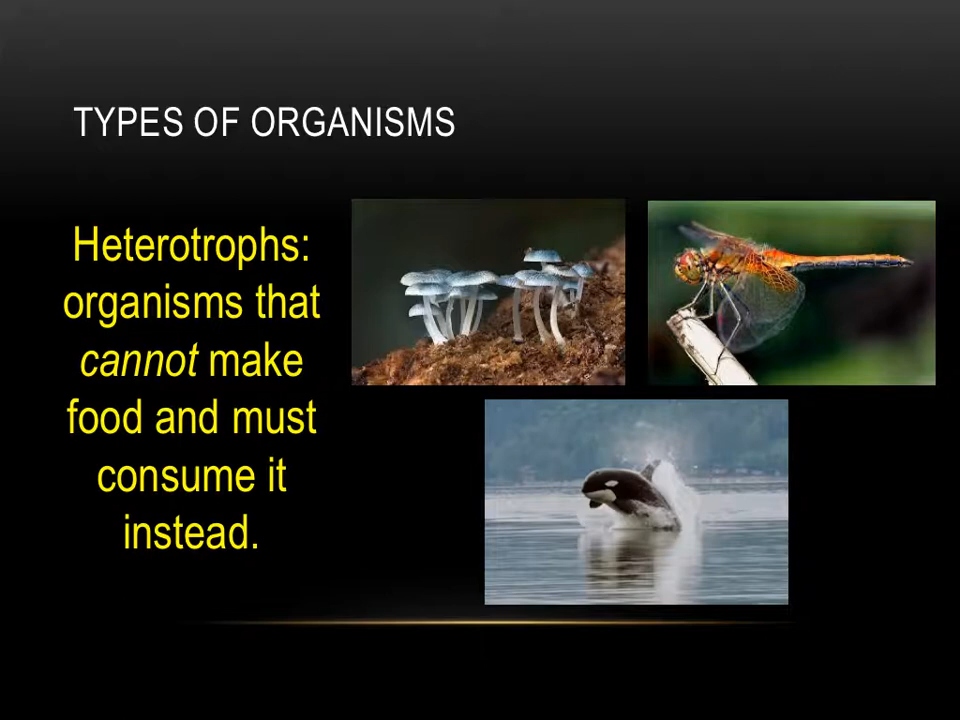 TYPES OF ORGANISMS
Heterotrophs:
organisms that
cannot make
food and must
consume it
instead.